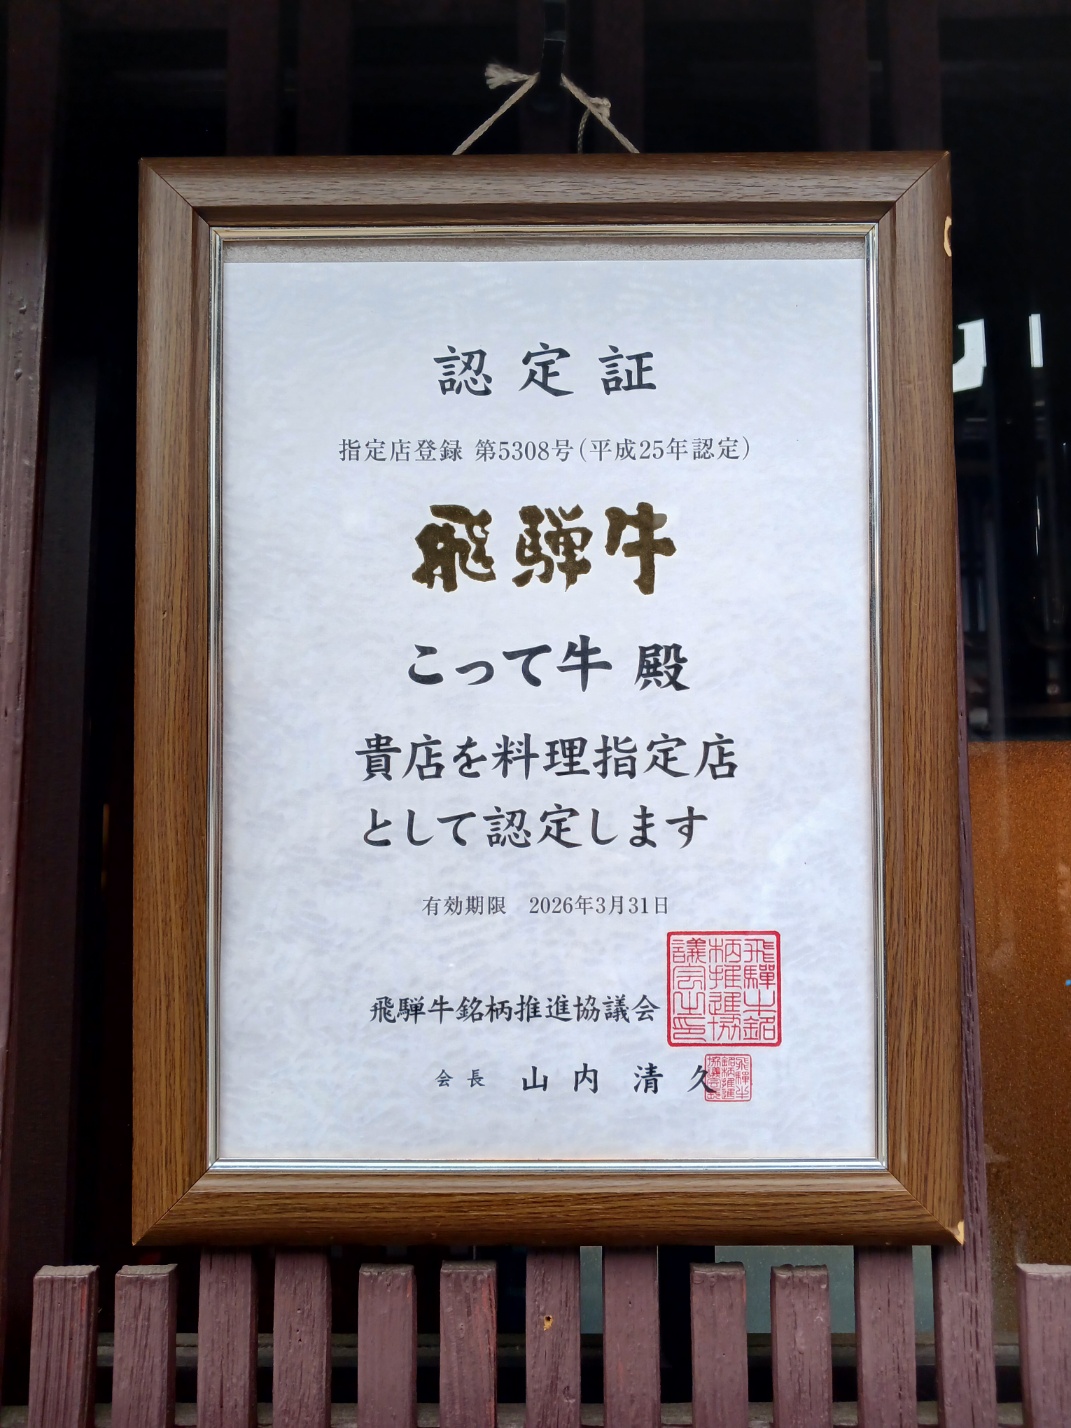 認定証
指定店登録 第5308号(平成25年認定)
飛騨牛
こって牛 殿
貴店を料理指定店
として認定します
有効期限 2026年3月31日
飛騨牛銘柄推進協議会
会長 山内 清久